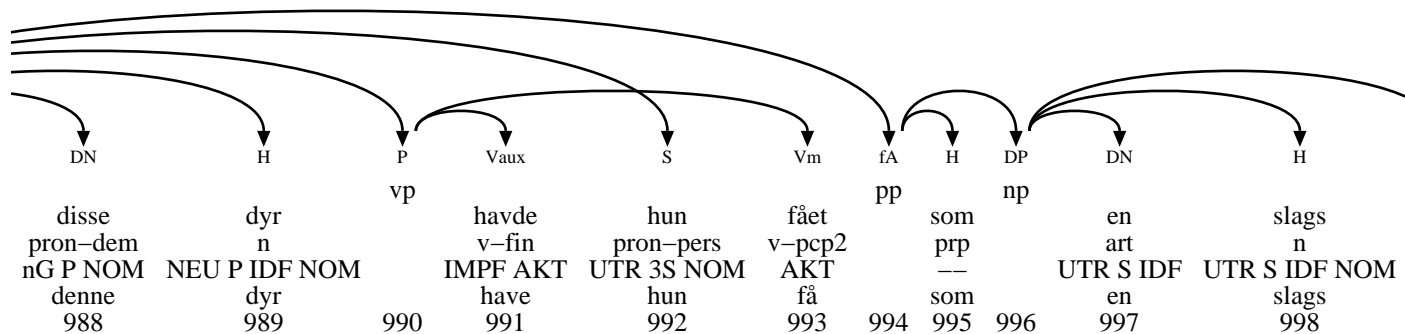 DN H P Vaux S Vm fA H DP DN H
vp pp np
disse dyr havde hun fået som en slags
pron−dem n v−fin pron−pers v−pcp2 prp art n
nG P NOM NEU P IDF NOM IMPF AKT UTR 3S NOM AKT −− UTR S IDF UTR S IDF NOM
denne dyr have hun få som en slags
988 989 990 991 992 993 994 995 996 997 998